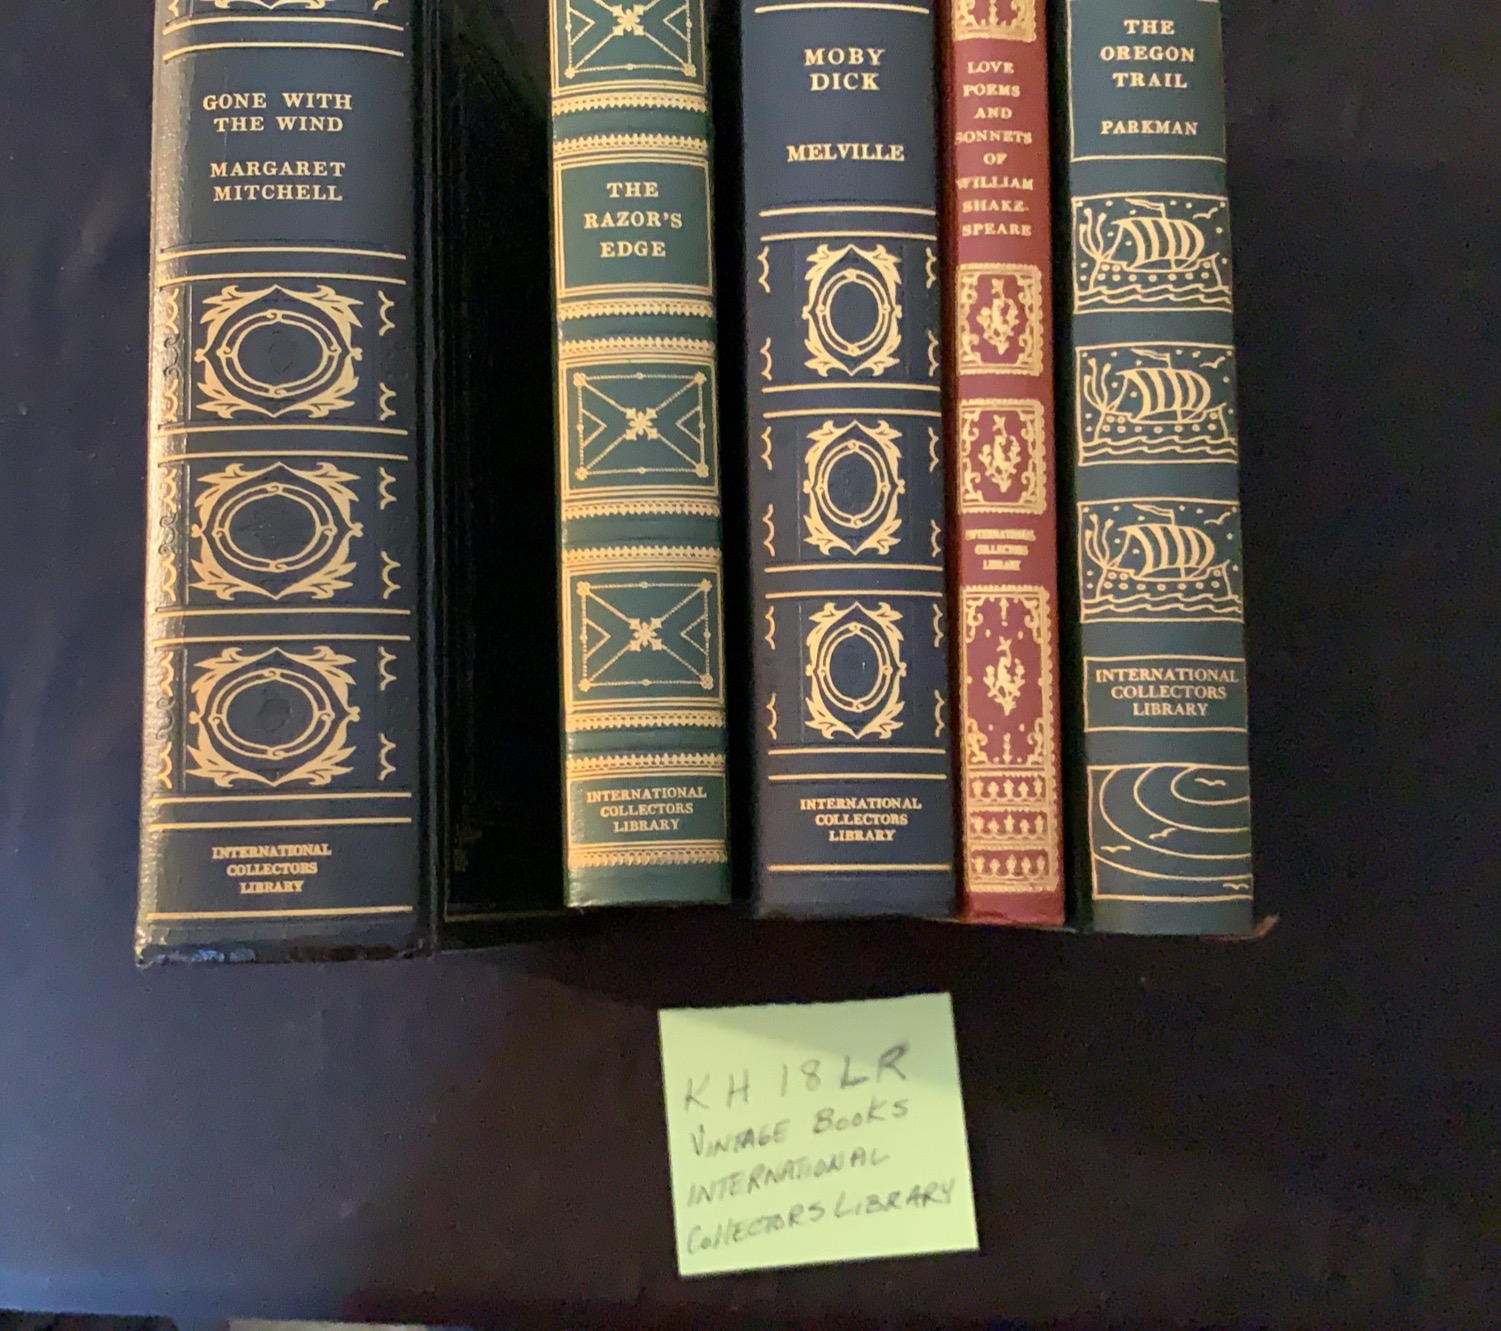 GONE WITH
THE WIND
MARGARET
MITCHELL
INTERNATIONAL
COLLECTORS
LIBRARY
THE
RAZOR'S
EDGE
INTERNATIONAL
COLLECTORS
LIBRARY
MOBY
DICK
MELVILLE
INTERNATIONAL
COLLECTORS
LIBRARY
LOVE
POEMS
AND
SONNETS
OF
WILLIAM
SHAKE-
SPEARE
INTERNATIONAL
COLLECTORS
LIBRARY
THE
OREGON
TRAIL
PARKMAN
INTERNATIONAL
COLLECTORS
LIBRARY
KH 18LR
VINTAGE BOOKS
INTERNATIONAL
COLLECTORS LIBRARY